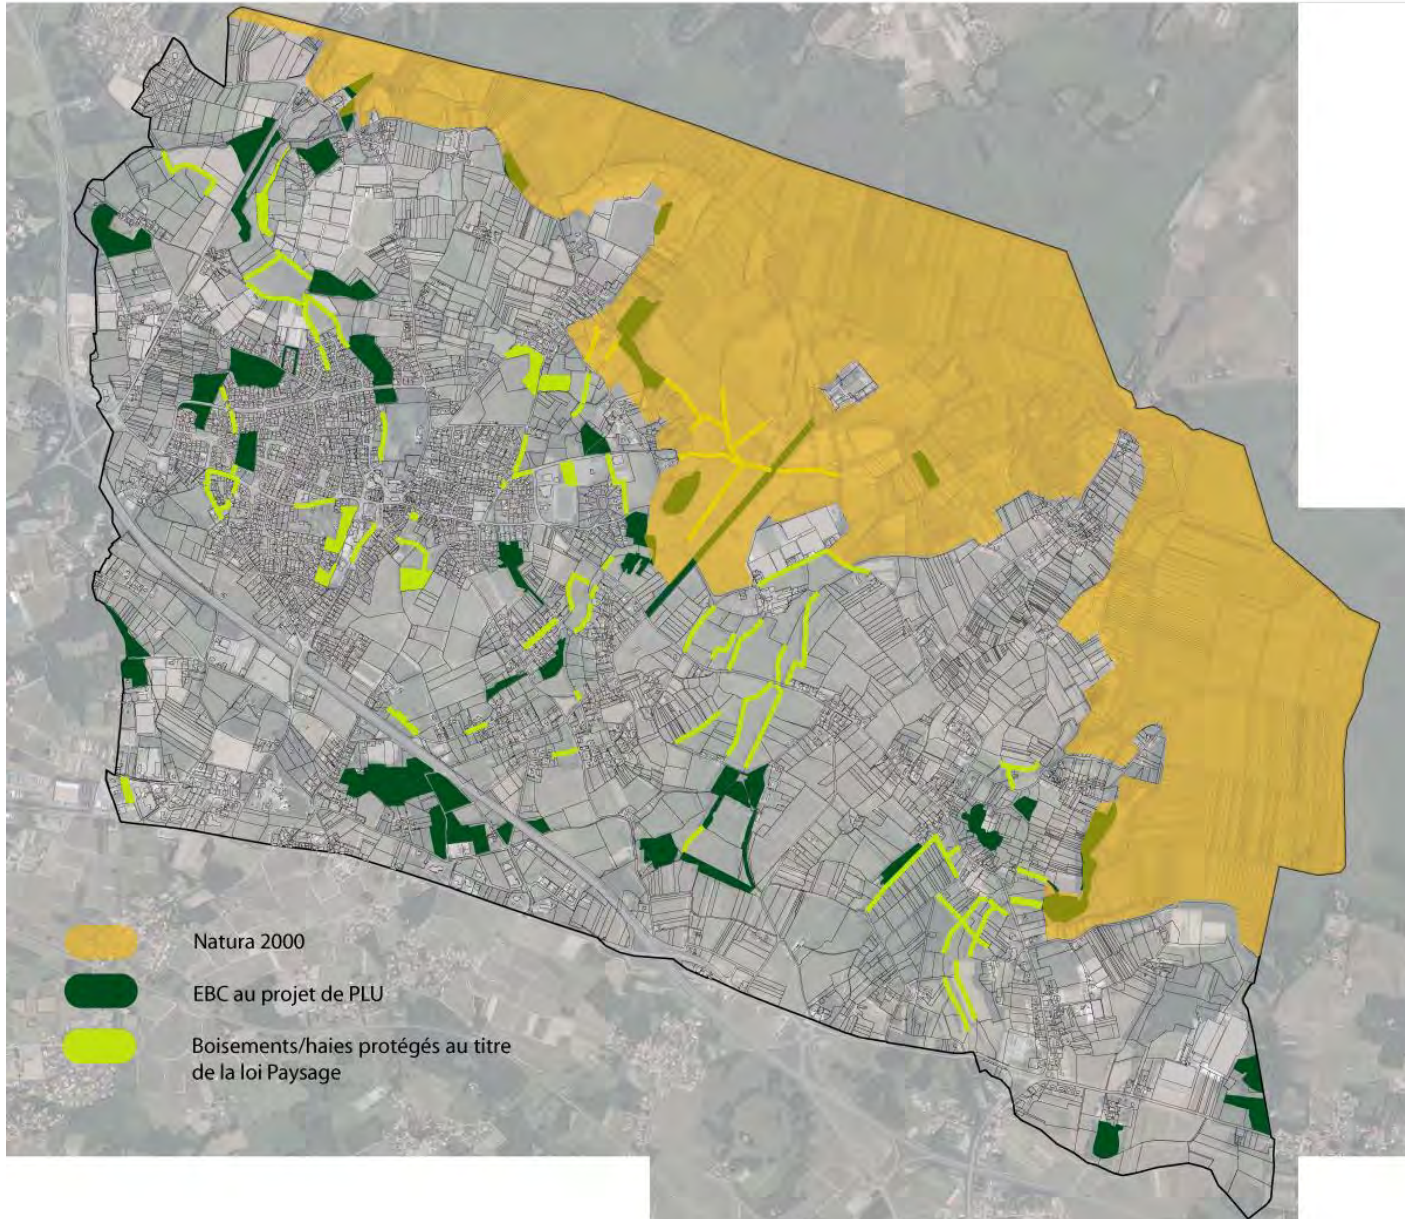 Natura 2000
EBC au projet de PLU
Boisements/haies protégés au titre
de la loi Paysage